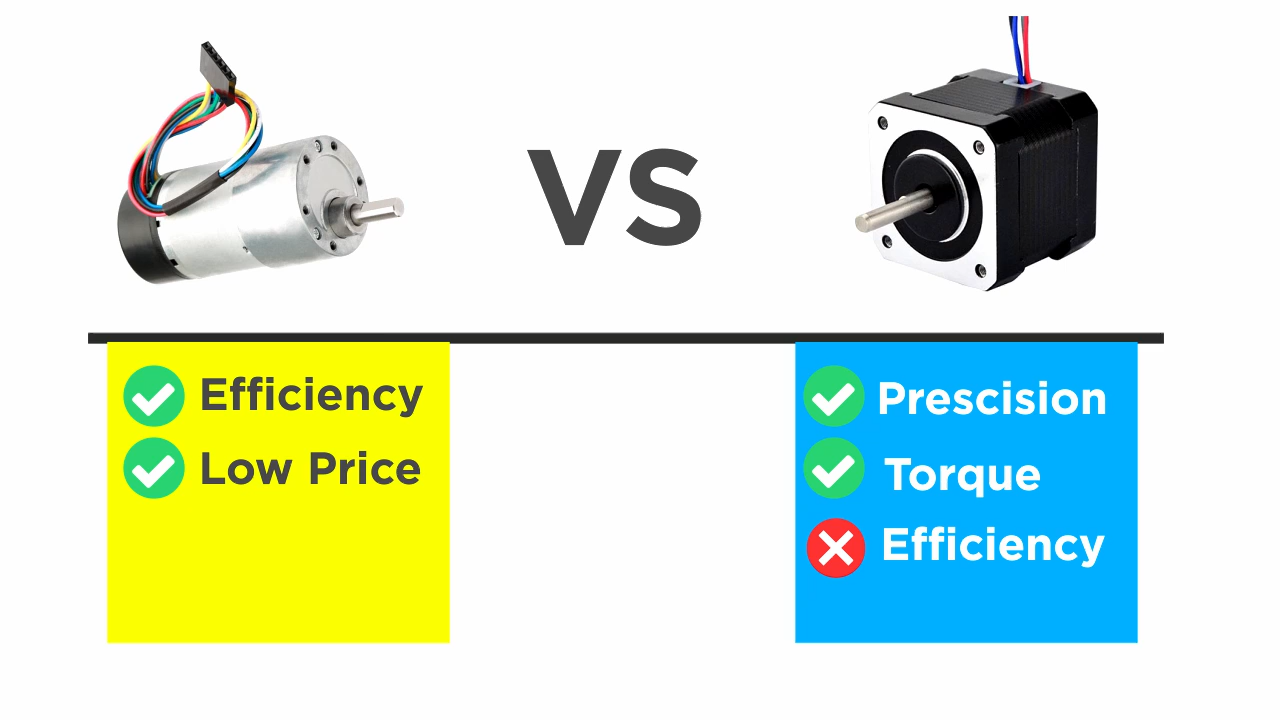 VS
Efficiency
Low Price
Prescision
Torque
Efficiency